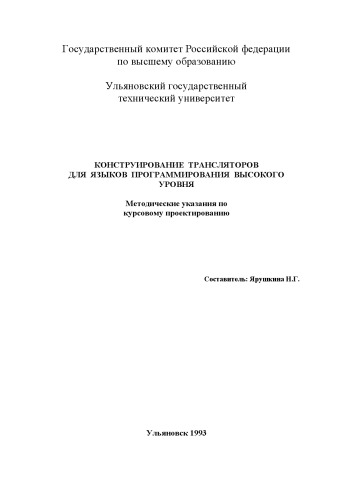 Государственный комитет Российской федерации
по высшему образованию
Ульяновский государственный
технический университет
КОНСТРУИРОВАНИЕ ТРАНСЛЯТОРОВ
ДЛЯ ЯЗЫКОВ ПРОГРАММИРОВАНИЯ ВЫСОКОГО
УРОВНЯ
Методические указания по
курсовому проектированию
Составитель: Ярушкина Н.Г.
Ульяновск 1993